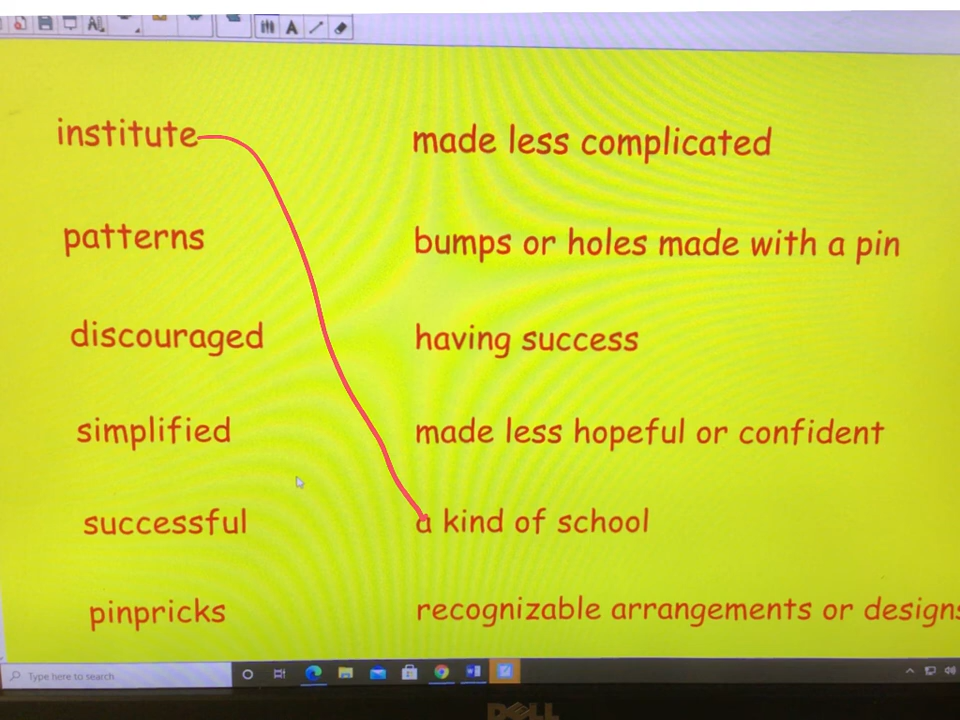 institute made less complicated
patterns bumps or holes made with a pin
discouraged having success
simplified made less hopeful or confident
successful a kind of school
pinpricks recognizable arrangements or designs
Type here to search
DELL